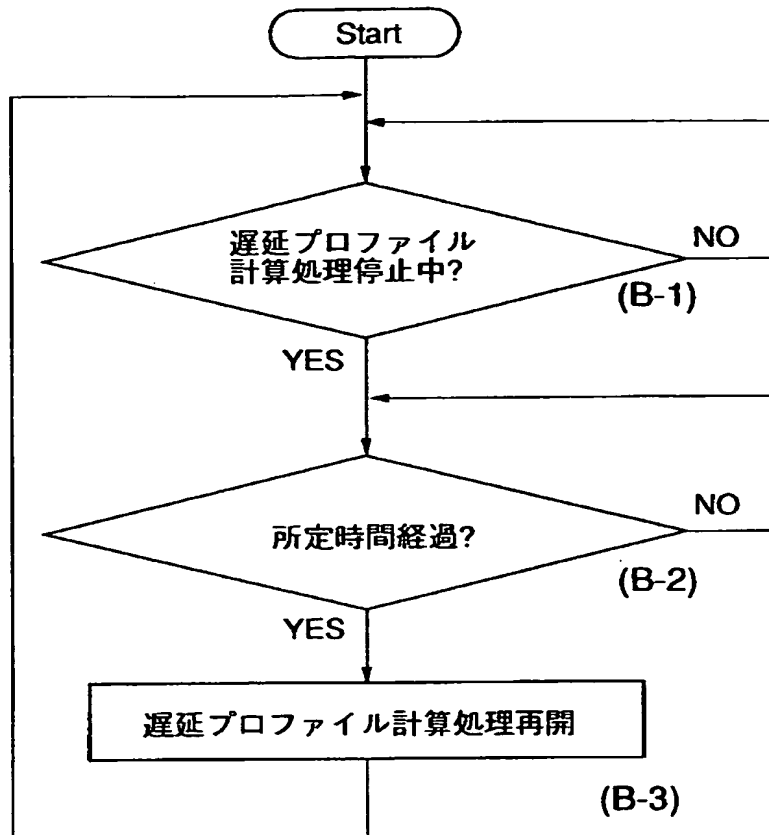 Start
遅延プロファイル
計算処理停止中?
NO
(B-1)
YES
所定時間経過?
NO
(B-2)
YES
遅延プロファイル計算処理再開
(B-3)